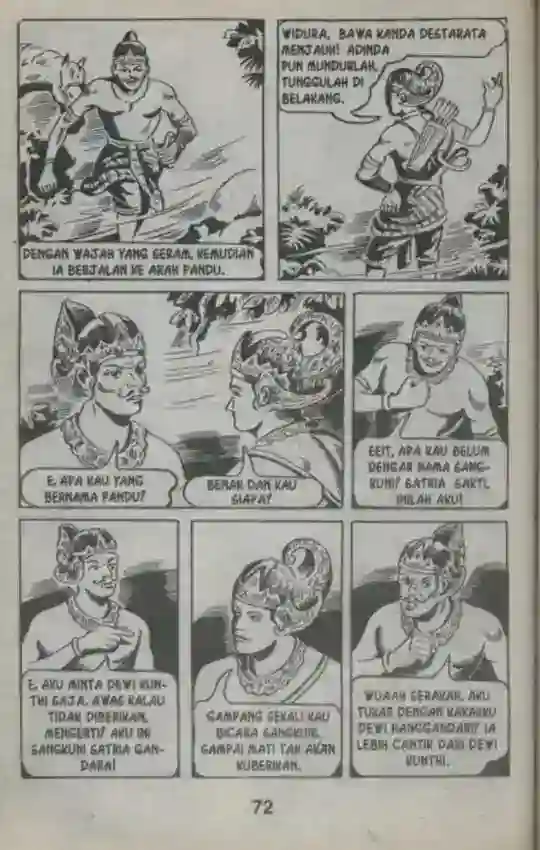 DENGAN WAJAH YANG SERAM, KEMUDIAN
IA BERJALAN KE ARAH PANDU.
WIDURA, BAWA KANDA DESTARATA
MENJAUH! ADINDA
PUN MUNDURLAH,
TUNGGULAH DI
BELAKANG.
E, APA KAU YANG
BERNAMA PANDU?
BENAR DAN KAU
SIAPA?
EEIT, APA KAU BELUM
DENGAR NAMA SANG-
KUNI? SATRIA SAKTI,
INILAH AKU!
E, AKU MINTA DEWI KUN-
THI SAJA. AWAS KALAU
TIDAK DIBERIKAN.
MENGERTI? AKU INI
SANGKUNI SATRIA GAN-
DARA!
GAMPANG SEKALI KAU
BICARA SANGKUNI.
SAMPAI MATI TAK AKAN
KUBERIKAN.
WUAAH SERAKAH. AKU
TUKAR DENGAN KAKAKKU
DEWI HANGGANDARI? IA
LEBIH CANTIK DARI DEWI
KUNTHI.
72